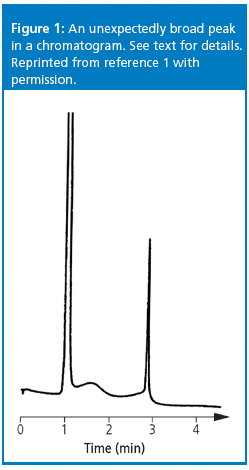 Figure 1: An unexpectedly broad peak
in a chromatogram. See text for details.
Reprinted from reference 1 with
permission.
0 1 2 3 4
Time (min)